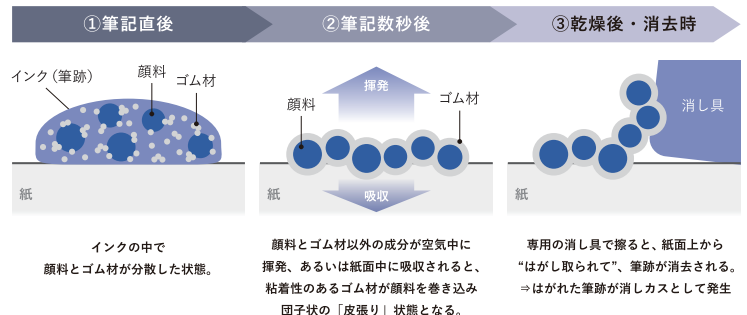 ①筆記直後
②筆記数秒後
③乾燥後・消去時
インク（筆跡）
顔料
ゴム材
紙
揮発
顔料
ゴム材
吸収
紙
消し具
紙
インクの中で
顔料とゴム材が分散した状態。
顔料とゴム材以外の成分が空気中に
揮発、あるいは紙面中に吸収されると、
粘着性のあるゴム材が顔料を巻き込み
団子状の「皮張り」状態となる。
専用の消し具で擦ると、紙面上から
“はがし取られて”、筆跡が消去される。
⇒はがれた筆跡が消しカスとして発生